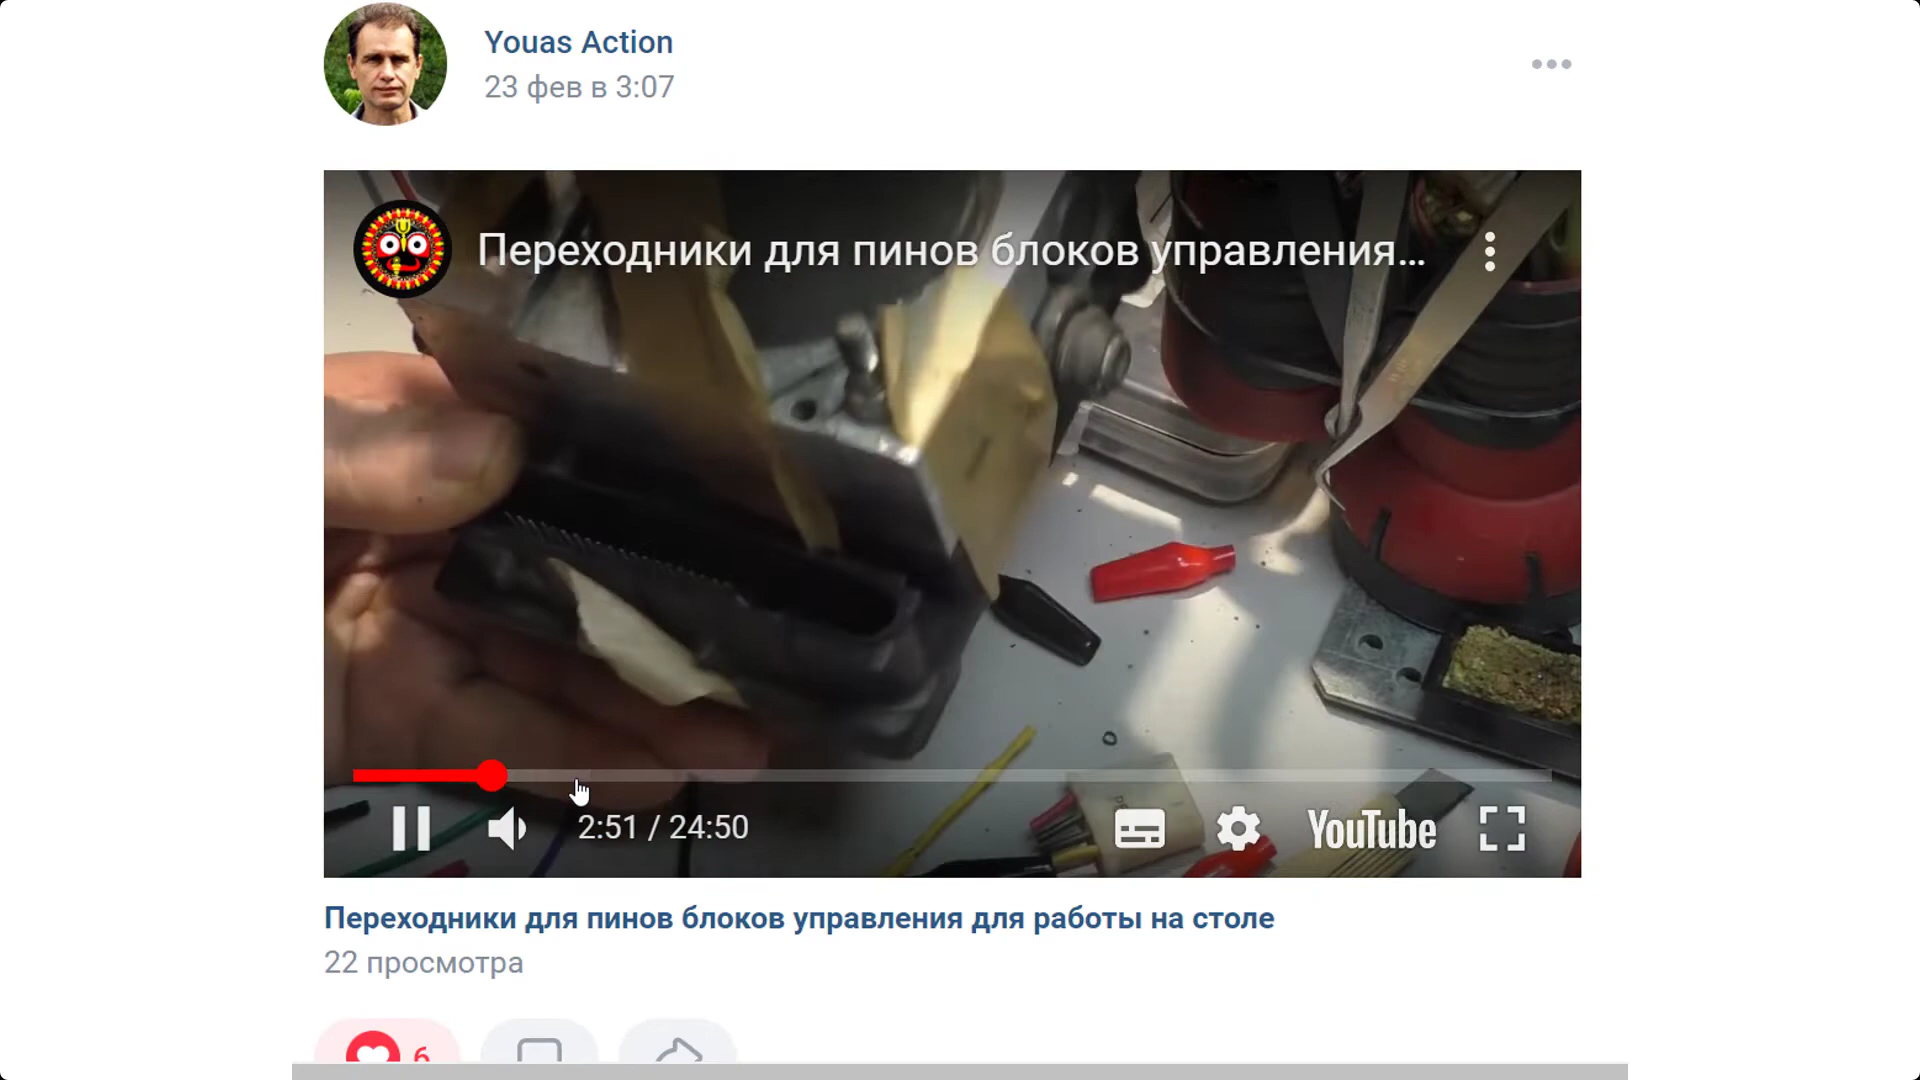 Youas Action
23 фев в 3:07
Переходники для пинов блоков управления...
2:51 / 24:50
YouTube
Переходники для пинов блоков управления для работы на столе
22 просмотра
6